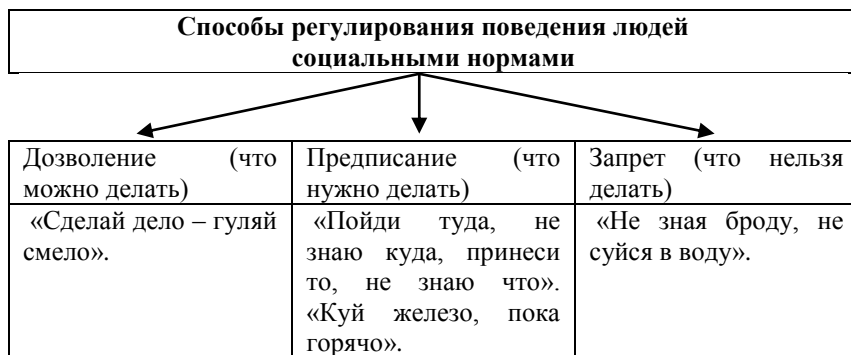 Способы регулирования поведения людей
социальными нормами
Дозволение (что
можно делать)
Предписание (что
нужно делать)
Запрет (что нельзя
делать)
«Сделай дело – гуляй
смело».
«Пойди туда, не
знаю куда, принеси
то, не знаю что».
«Куй железо, пока
горячо».
«Не зная броду, не
суйся в воду».